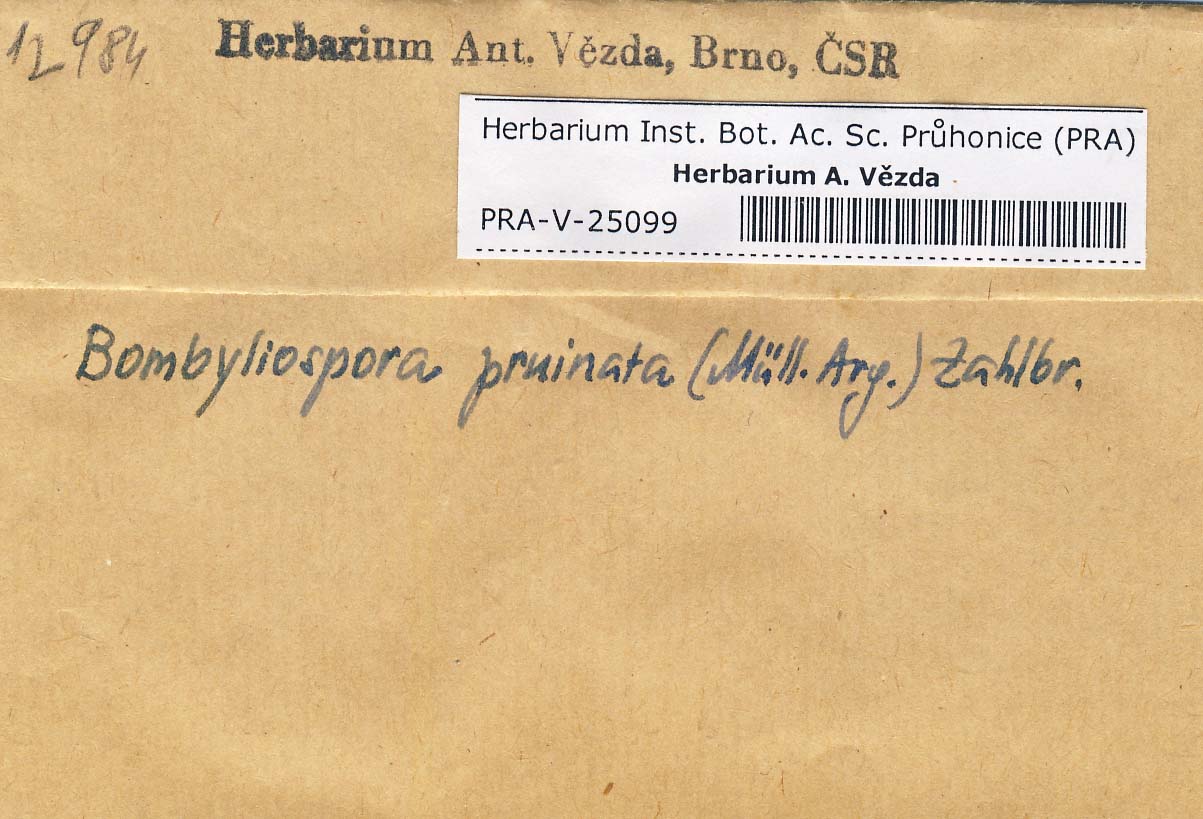 12984
Herbarium Ant. Vězda, Brno, ČSR
Herbarium Inst. Bot. Ac. Sc. Průhonice (PRA)
Herbarium A. Vězda
PRA-V-25099
Bombyliospora pruinata (Müll. Arg.) Zahlbr.